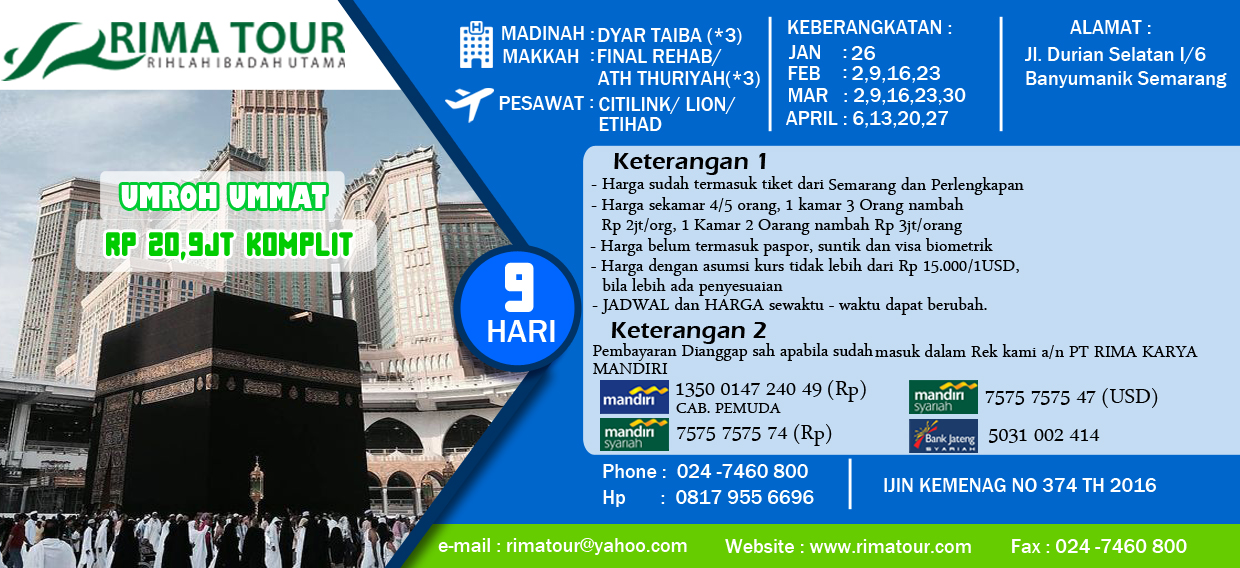 RIMA TOUR
RIHLAH IBADAH UTAMA
UMROH UMMAT
RP 20,9JT KOMPLIT
9
HARI
MADINAH : DYAR TAIBA (*3)
MAKKAH : FINAL REHAB/
ATH THURIYAH(*3)
PESAWAT : CITILINK/ LION/
ETIHAD
KEBERANGKATAN :
JAN : 26
FEB : 2,9,16,23
MAR : 2,9,16,23,30
APRIL : 6,13,20,27
ALAMAT :
Jl. Durian Selatan I/6
Banyumanik Semarang
Keterangan 1
- Harga sudah termasuk tiket dari Semarang dan Perlengkapan
- Harga sekamar 4/5 orang, 1 kamar 3 Orang nambah
Rp 2jt/org, 1 Kamar 2 Oarang nambah Rp 3jt/orang
- Harga belum termasuk paspor, suntik dan visa biometrik
- Harga dengan asumsi kurs tidak lebih dari Rp 15.000/1USD,
bila lebih ada penyesuaian
- JADWAL dan HARGA sewaktu - waktu dapat berubah.
Keterangan 2
Pembayaran Dianggap sah apabila sudah masuk dalam Rek kami a/n PT RIMA KARYA
MANDIRI
mandiri 1350 0147 240 49 (Rp)
CAB. PEMUDA
mandiri syariah 7575 7575 47 (USD)
mandiri syariah 7575 7575 74 (Rp)
Bank Jateng SYARIAH 5031 002 414
Phone : 024 -7460 800
Hp : 0817 955 6696
IJIN KEMENAG NO 374 TH 2016
e-mail : rimatour@yahoo.com Website : www.rimatour.com Fax : 024 -7460 800